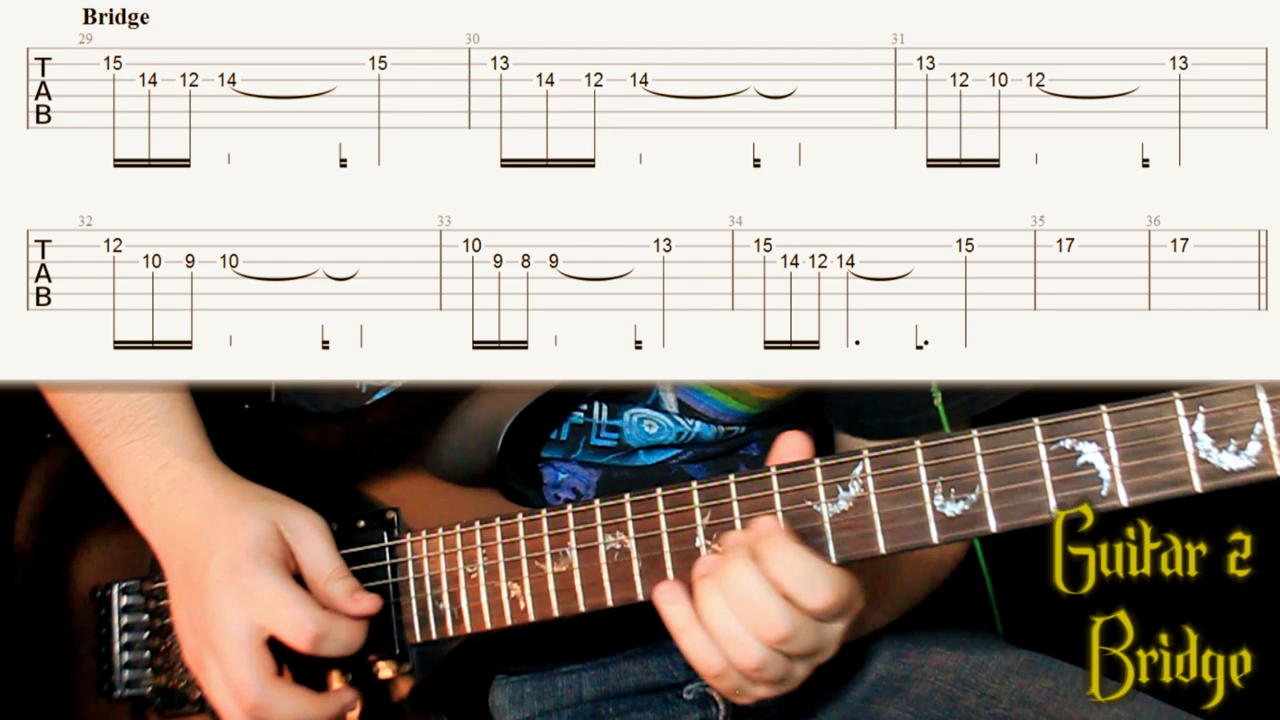 Bridge
29 30 31
T A B
15 14 12 14 15 13 14 12 14 13 12 10 12 13
32 33 34 35 36
T A B
12 10 9 10 10 9 8 9 13 15 14 12 14 15 17 17
Guitar 2
Bridge